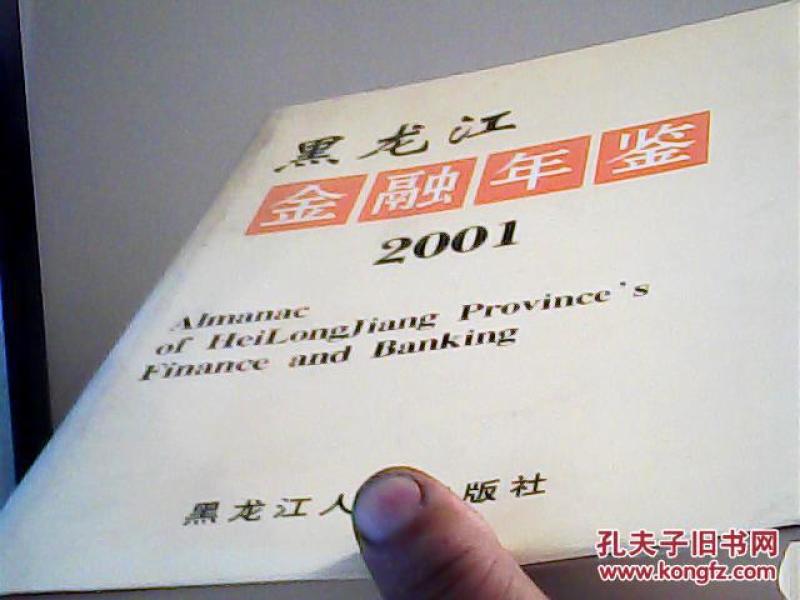 黑龙江
金融年鉴
2001
Almanac
of HeiLongJiang Province's
Finance and Banking
黑龙江人 版社
孔夫子旧书网
www.kongfz.com